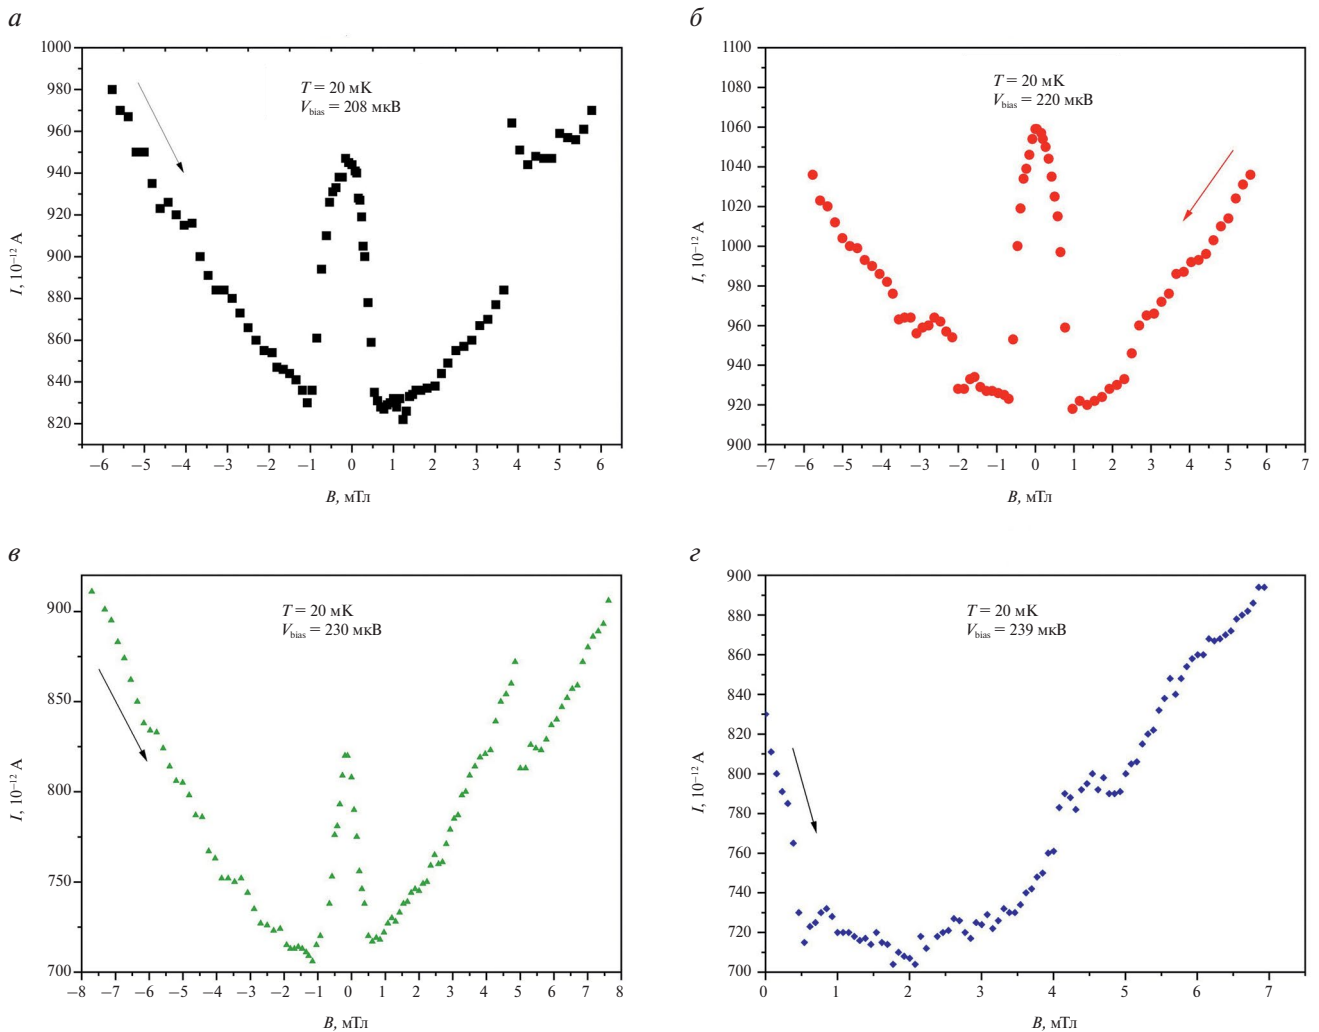 а
1000
980
960
940
920
900
880
860
840
820
I, 10⁻¹² А
T = 20 мК
V_bias = 208 мкВ
−6 −5 −4 −3 −2 −1 0 1 2 3 4 5 6
B, мТл
б
1100
1080
1060
1040
1020
1000
980
960
940
920
900
I, 10⁻¹² А
T = 20 мК
V_bias = 220 мкВ
−7 −6 −5 −4 −3 −2 −1 0 1 2 3 4 5 6 7
B, мТл
в
900
850
800
750
700
I, 10⁻¹² А
T = 20 мК
V_bias = 230 мкВ
−8 −7 −6 −5 −4 −3 −2 −1 0 1 2 3 4 5 6 7 8
B, мТл
г
900
880
860
840
820
800
780
760
740
720
700
I, 10⁻¹² А
T = 20 мК
V_bias = 239 мкВ
0 1 2 3 4 5 6 7
B, мТл